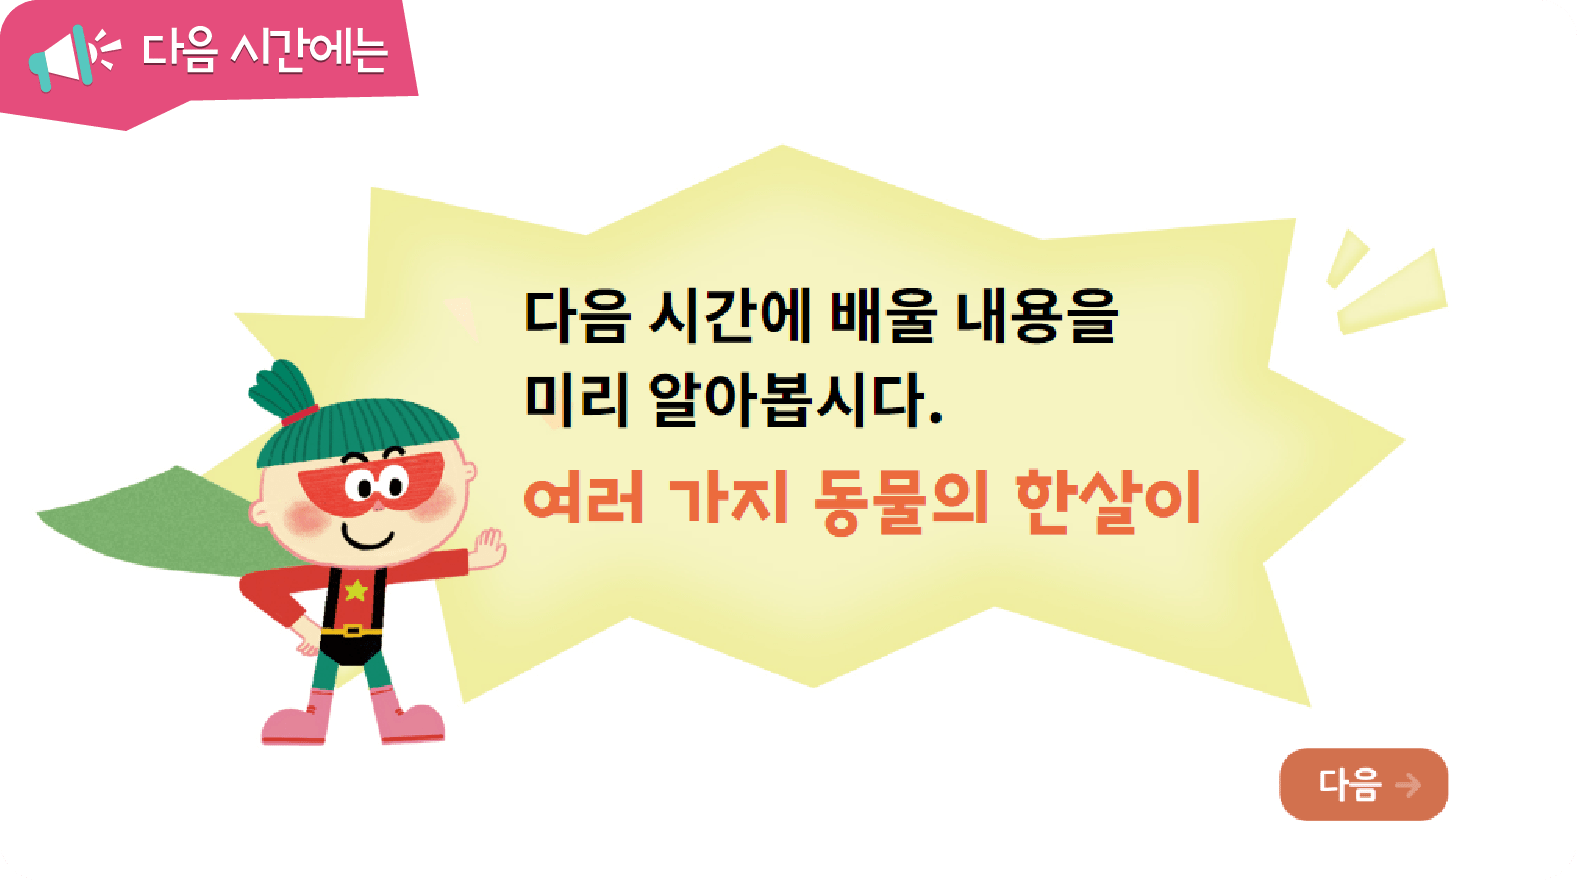 다음 시간에는
다음 시간에 배울 내용을
미리 알아봅시다.
여러 가지 동물의 한살이
다음 →